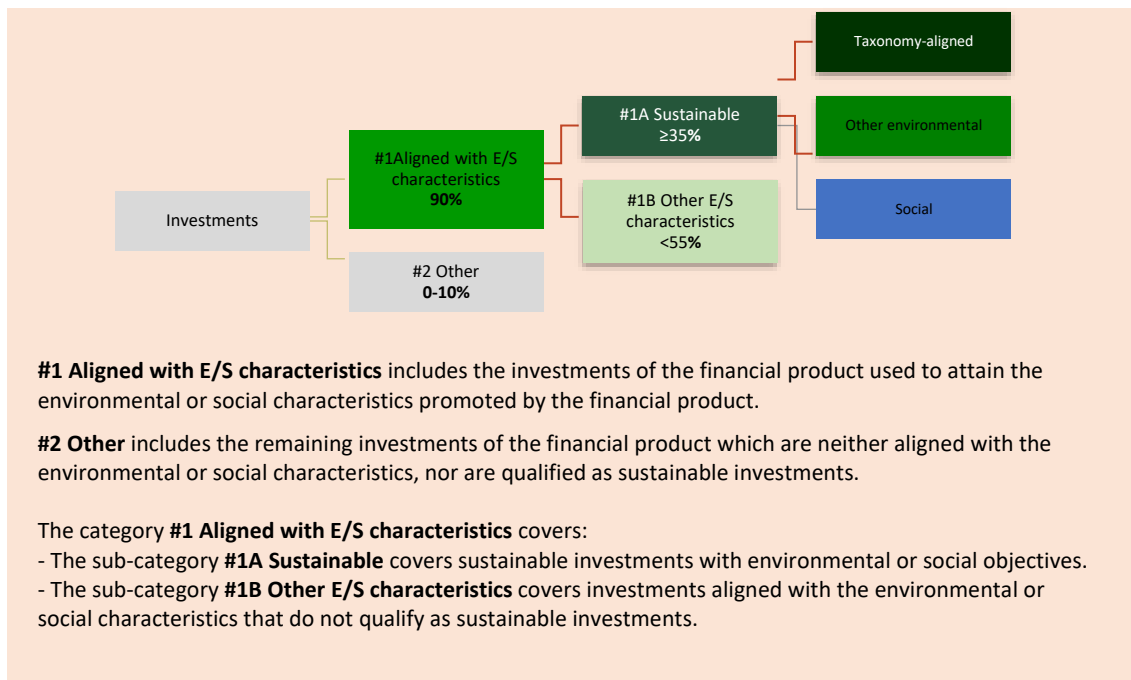 Taxonomy-aligned
#1A Sustainable
≥35%
Other environmental
#1Aligned with E/S
characteristics
90%
#1B Other E/S
characteristics
<55%
Social
Investments
#2 Other
0-10%
#1 Aligned with E/S characteristics includes the investments of the financial product used to attain the
environmental or social characteristics promoted by the financial product.
#2 Other includes the remaining investments of the financial product which are neither aligned with the
environmental or social characteristics, nor are qualified as sustainable investments.
The category #1 Aligned with E/S characteristics covers:
- The sub-category #1A Sustainable covers sustainable investments with environmental or social objectives.
- The sub-category #1B Other E/S characteristics covers investments aligned with the environmental or
social characteristics that do not qualify as sustainable investments.